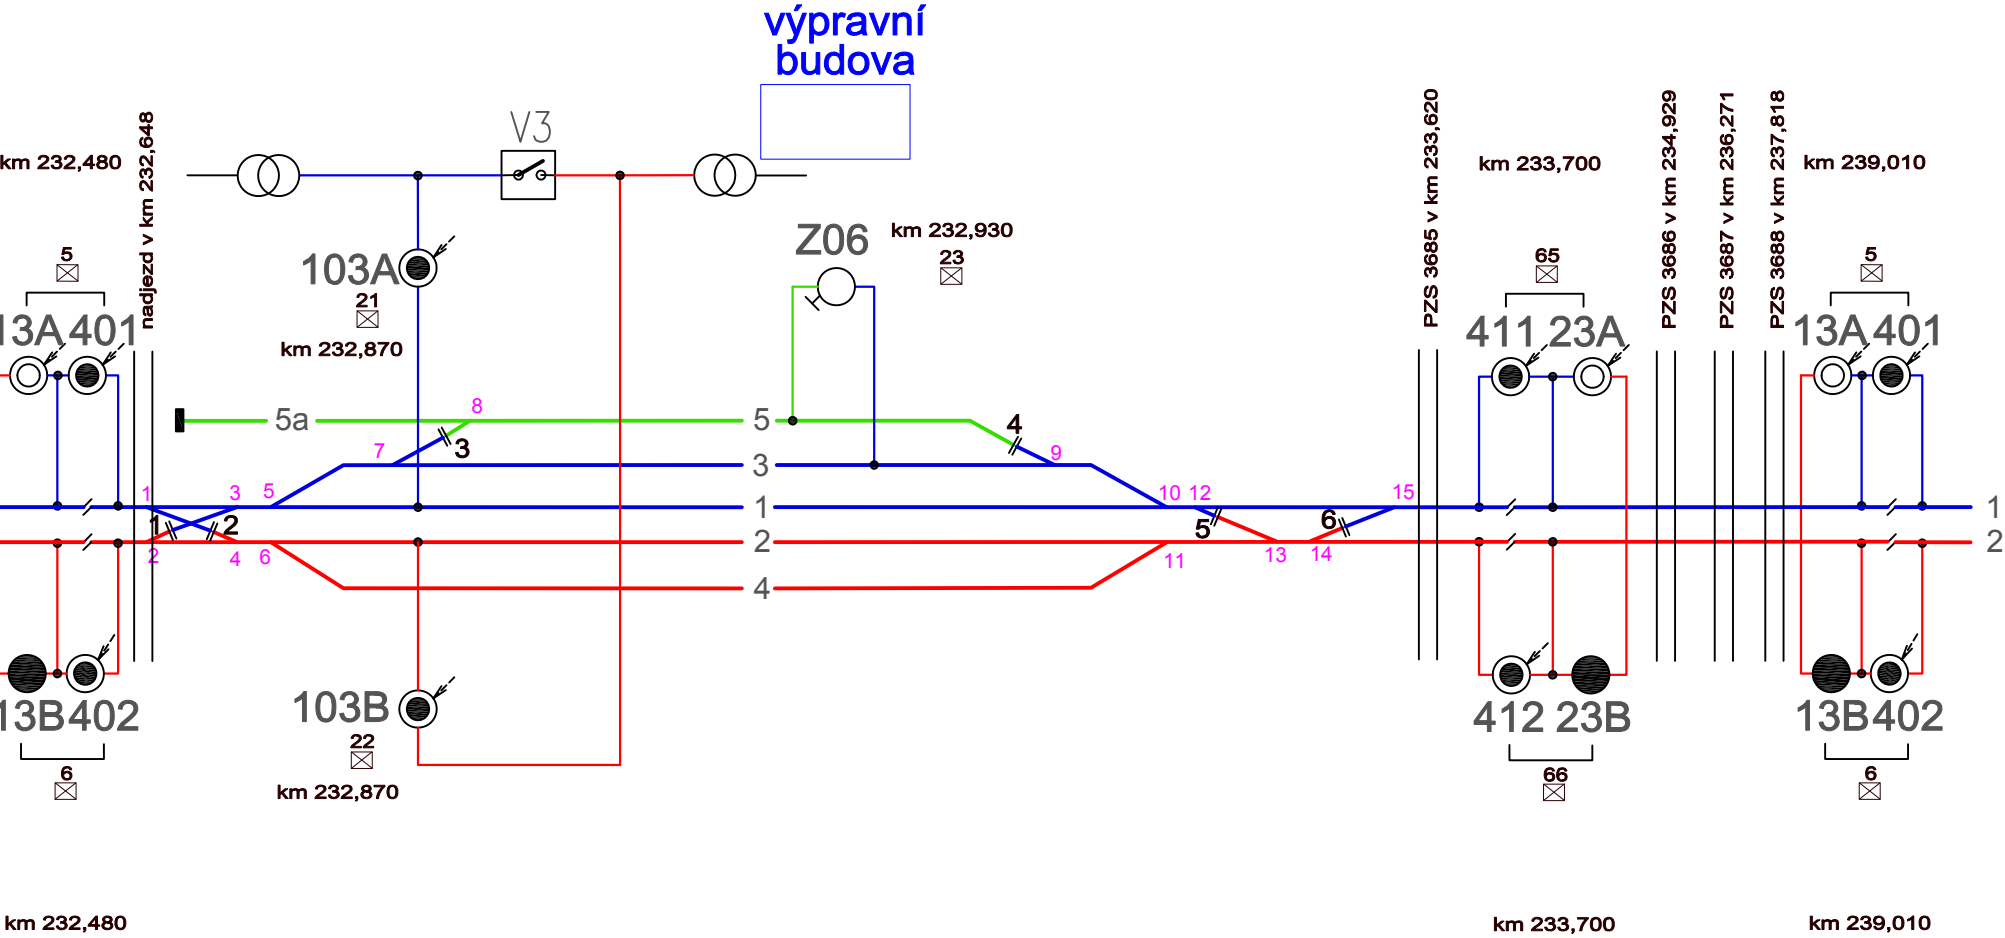 výpravní
budova
V3
km 232,480
nadjezd v km 232,648
PZS 3685 v km 233,620
km 233,700
PZS 3686 v km 234,929
PZS 3687 v km 236,271
PZS 3688 v km 237,818
km 239,010
5
103A
21
km 232,870
Z06
km 232,930
23
65
5
13A 401
411 23A
13A 401
5a
8
5
4
7
3
3
9
1
3
5
1
10 12
15
1
1
2
5
6
2
4
6
2
11
13
14
2
4
103B
22
km 232,870
13B 402
412 23B
13B 402
6
66
6
km 232,480
km 233,700
km 239,010